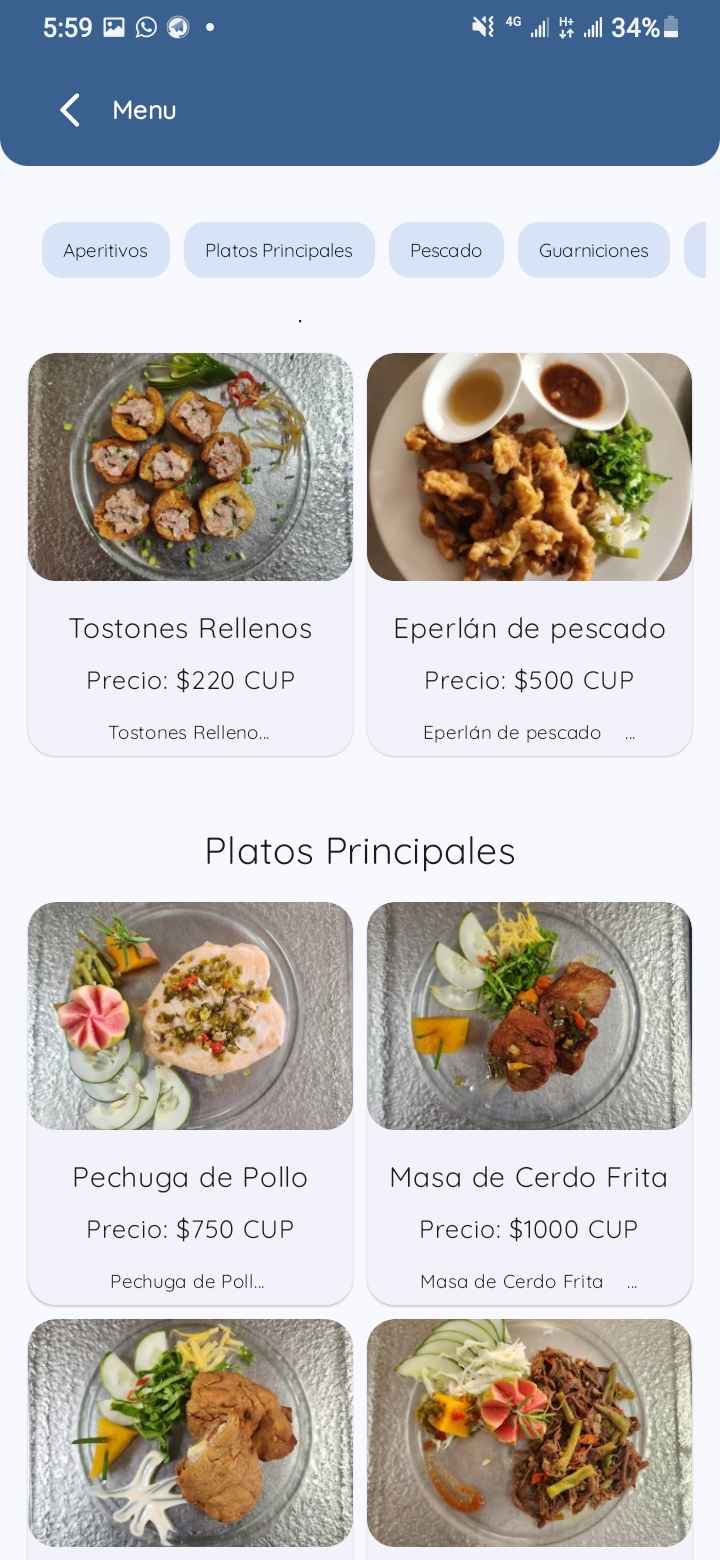 5:59 4G H+ 34%
Menu
Aperitivos Platos Principales Pescado Guarniciones
.
Tostones Rellenos Eperlán de pescado
Precio: $220 CUP Precio: $500 CUP
Tostones Relleno... Eperlán de pescado ...
Platos Principales
Pechuga de Pollo Masa de Cerdo Frita
Precio: $750 CUP Precio: $1000 CUP
Pechuga de Poll... Masa de Cerdo Frita ...